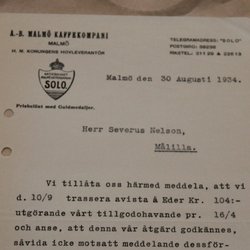 A.-B. MALMÖ KAFFEKOMPANI
MALMÖ
H. M. KONUNGENS HOVLEVERANTÖR
TELEGRAMADRESS: "SOLO"
POSTGIRO: 98298
RIKSTEL. 211 29 & 228 13
SOLO.
Prisbelönt med Guldmedaljer.
Malmö den 30 Augusti 1934.
Herr Severus Nelson,
Målilla.
Vi tillåta oss härmed meddela, att vi
d. 10/9 trassera avista å Eder Kr. 104:-
utgörande vårt tillgodohavande pr 16/4
och anse, att denna vår åtgärd godkännes,
såvida icke motsatt meddelande dessför-